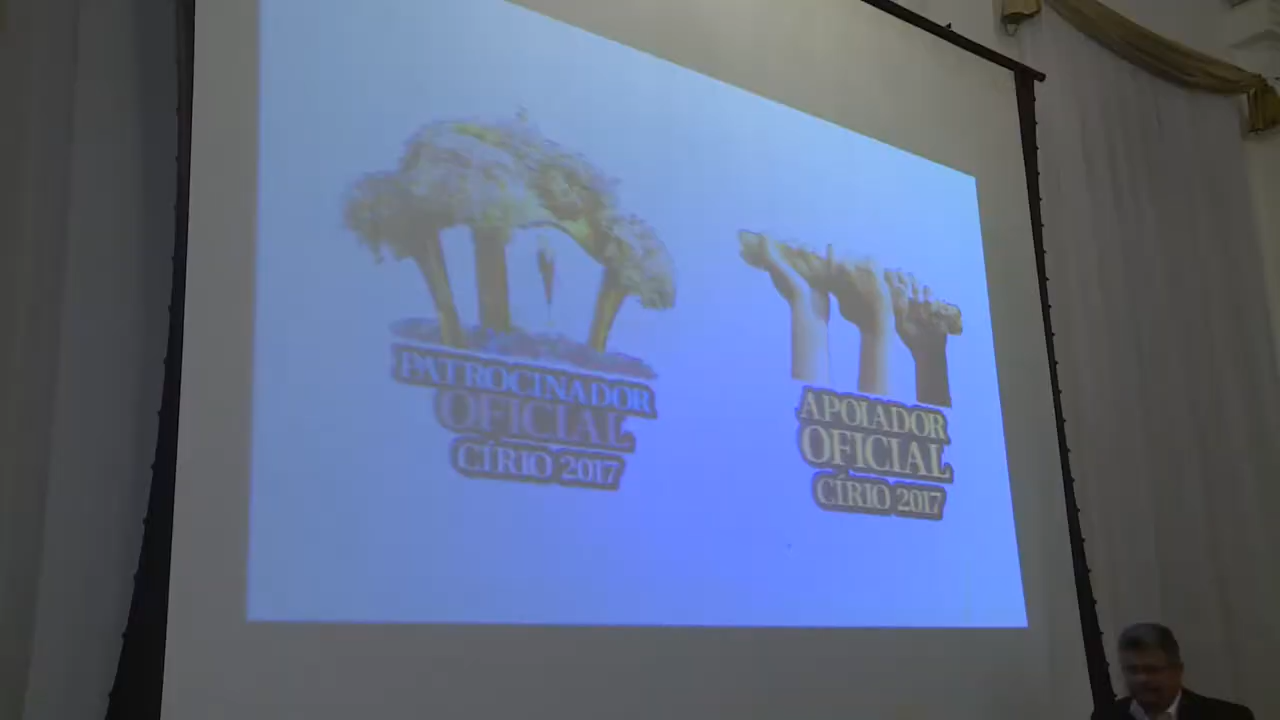 PATROCINADOR
OFICIAL
CÍRIO 2017
APOIADOR
OFICIAL
CÍRIO 2017